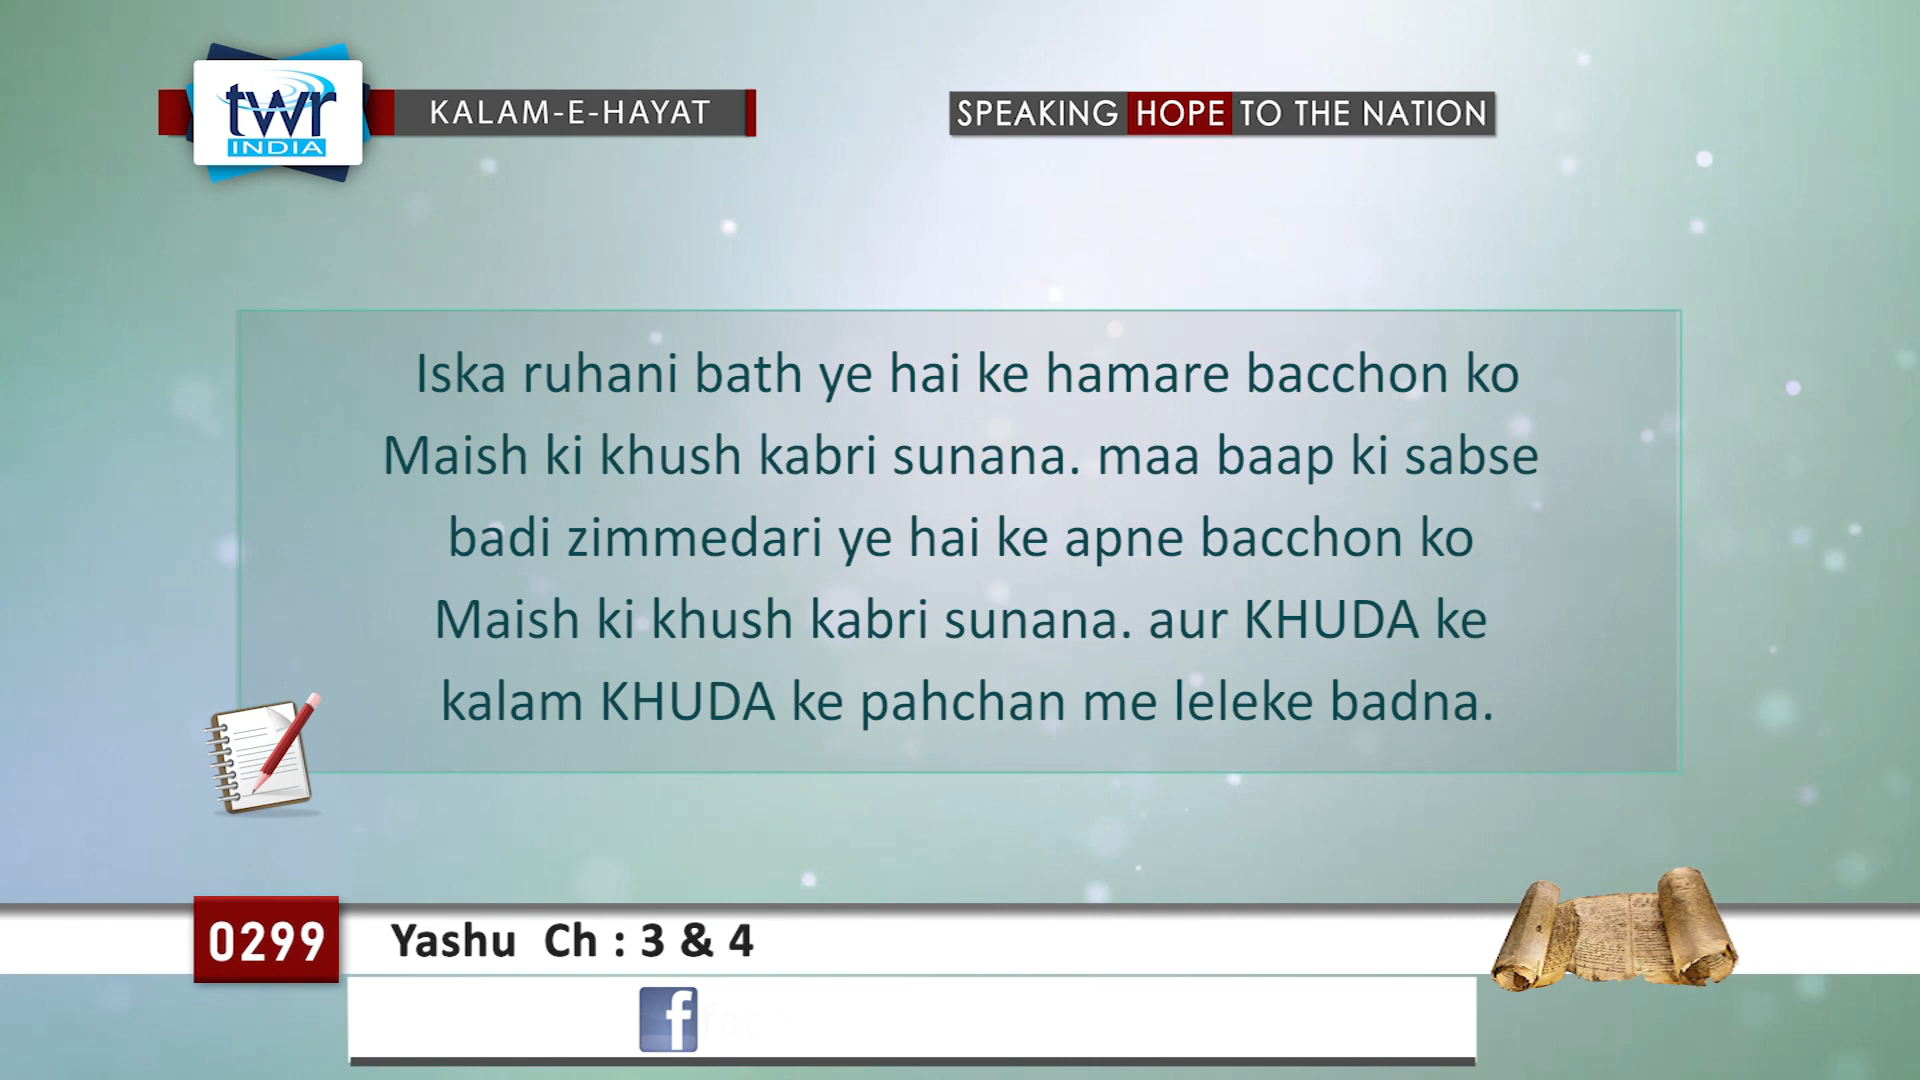 twr
INDIA
KALAM-E-HAYAT
SPEAKING HOPE TO THE NATION
Iska ruhani bath ye hai ke hamare bacchon ko
Maish ki khush kabri sunana. maa baap ki sabse
badi zimmedari ye hai ke apne bacchon ko
Maish ki khush kabri sunana. aur KHUDA ke
kalam KHUDA ke pahchan me leleke badna.
0299
Yashu Ch : 3 & 4
f